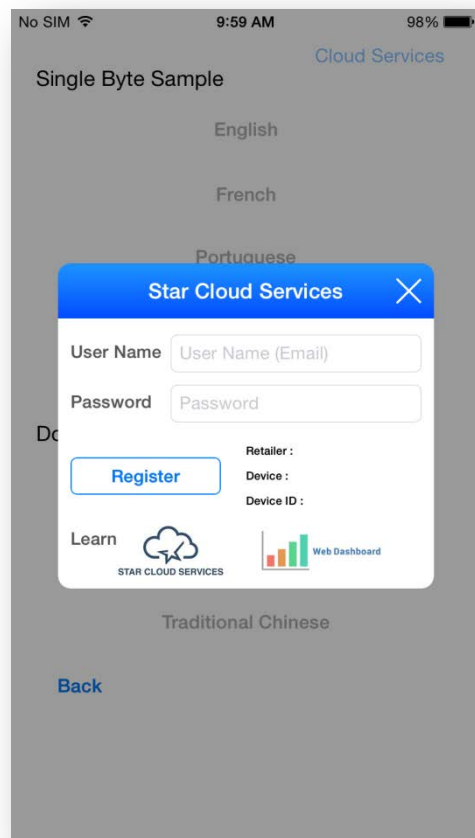 No SIM 9:59 AM 98%
Cloud Services
Single Byte Sample
English
French
Portuguese
Star Cloud Services
User Name User Name (Email)
Password Password
Do
Register
Retailer :
Device :
Device ID :
Learn
STAR CLOUD SERVICES
Web Dashboard
Traditional Chinese
Back